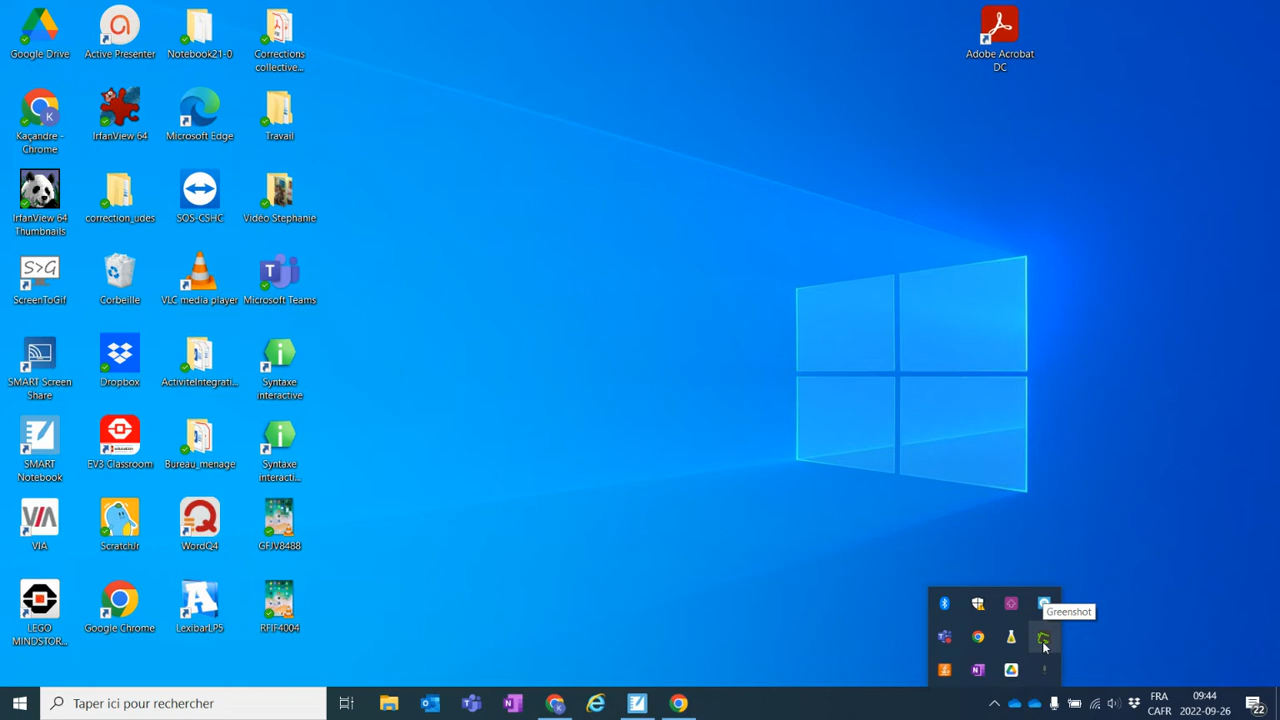 Google Drive
Active Presenter
Notebook21-0
Corrections collective...
Adobe Acrobat DC
Kaçandre - Chrome
IrfanView 64
Microsoft Edge
Travail
IrfanView 64 Thumbnails
correction_udes
SOS-CSHC
Vidéo Stephanie
S>G
ScreenToGif
Corbeille
VLC media player
Microsoft Teams
SMART Screen Share
Dropbox
ActiviteIntegrati...
Syntaxe interactive
SMART Notebook
EV3 Classroom
Bureau_menage
Syntaxe interacti...
VIA
ScratchJr
WordQ4
GFJV8488
LEGO MINDSTOR...
Google Chrome
LexibarLP5
RFIF4004
Greenshot
Taper ici pour rechercher
FRA
CAFR
09:44
2022-09-26
22